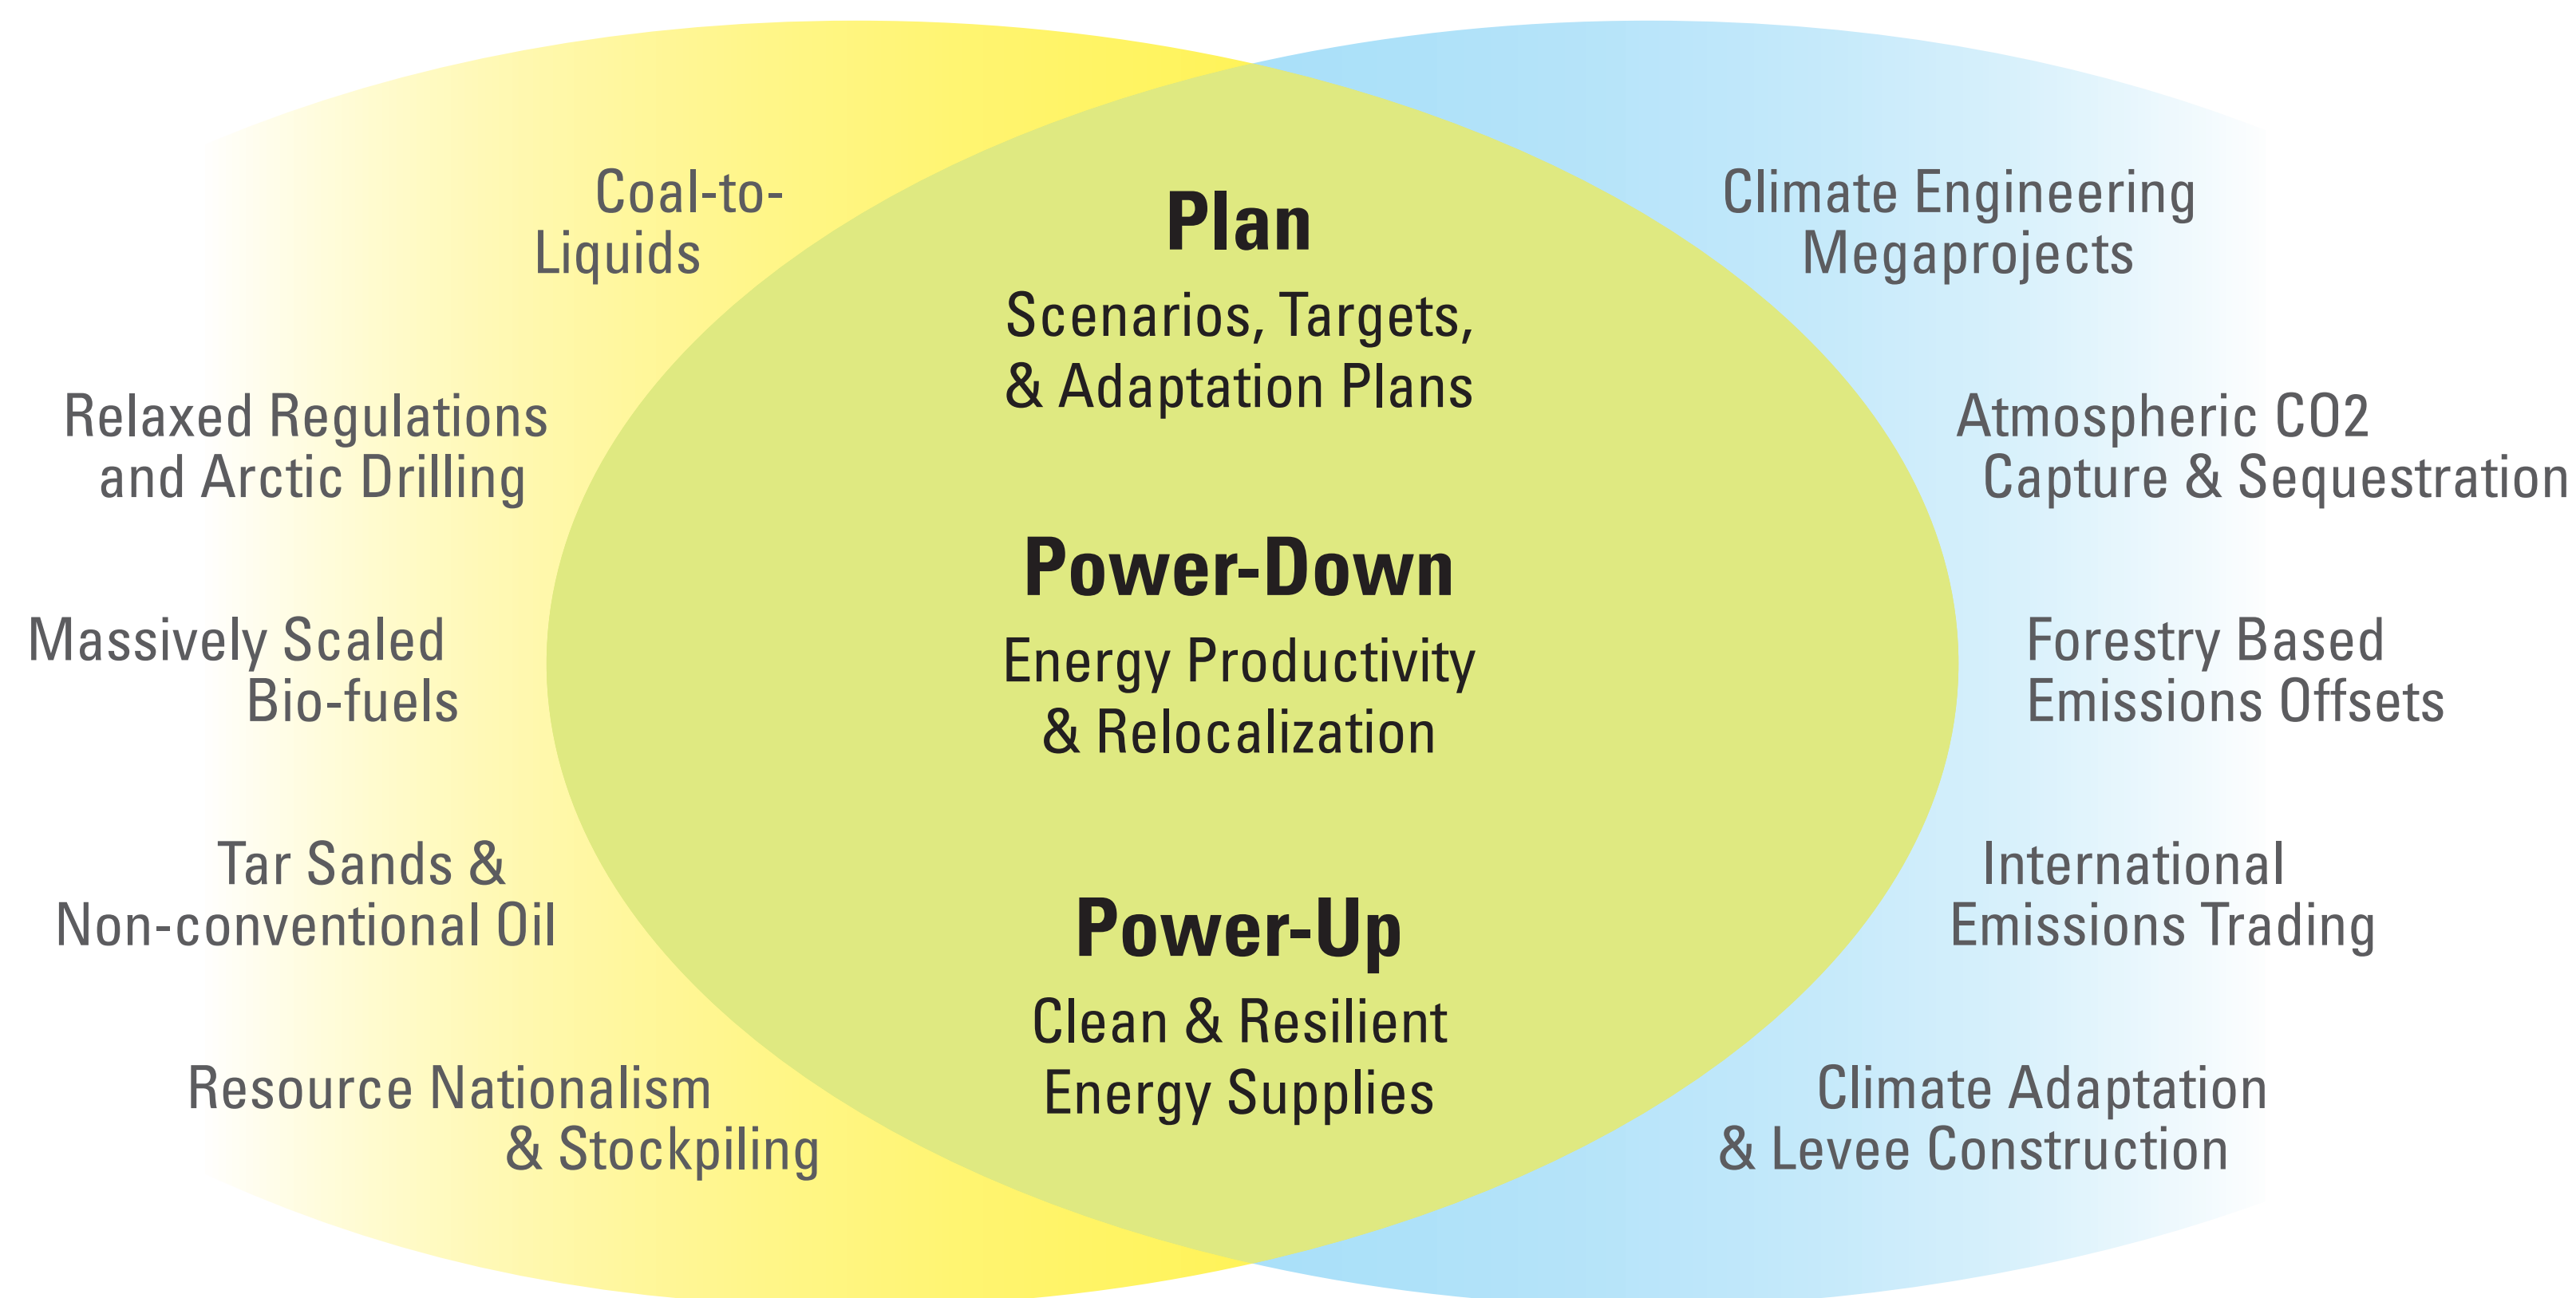 Coal-to-
Liquids
Relaxed Regulations
and Arctic Drilling
Massively Scaled
Bio-fuels
Tar Sands &
Non-conventional Oil
Resource Nationalism
& Stockpiling
Plan
Scenarios, Targets,
& Adaptation Plans
Power-Down
Energy Productivity
& Relocalization
Power-Up
Clean & Resilient
Energy Supplies
Climate Engineering
Megaprojects
Atmospheric CO2
Capture & Sequestration
Forestry Based
Emissions Offsets
International
Emissions Trading
Climate Adaptation
& Levee Construction